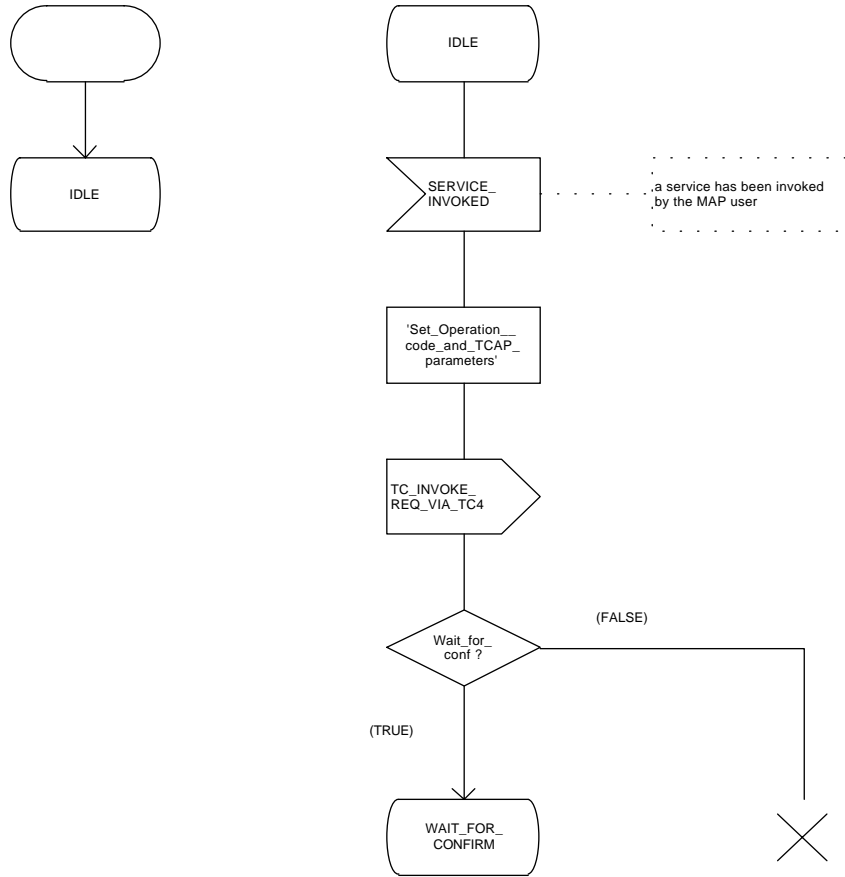 IDLE
IDLE
SERVICE_
INVOKED
a service has been invoked
by the MAP user
'Set_Operation__
code_and_TCAP_
parameters'
TC_INVOKE_
REQ_VIA_TC4
Wait_for_
conf ?
(FALSE)
(TRUE)
WAIT_FOR_
CONFIRM